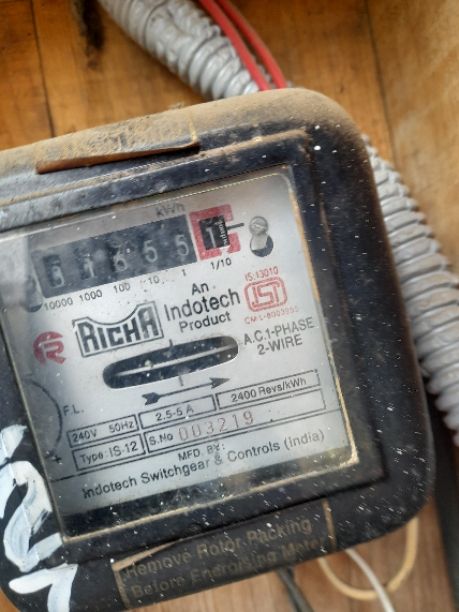 kWh
1
10000 1000 100 10 1 1/10
IS:13010
CM/L-8003955
R
RICHA
An
Indotech
Product
A.C.1-PHASE
2-WIRE
F.L.
240V 50Hz 2.5-5 A 2400 Revs/kWh
Type: IS-12 S.No 003219
MFD. BY:
Indotech Switchgear & Controls (India)
Remove Rotor Packing
Before Energising Meter